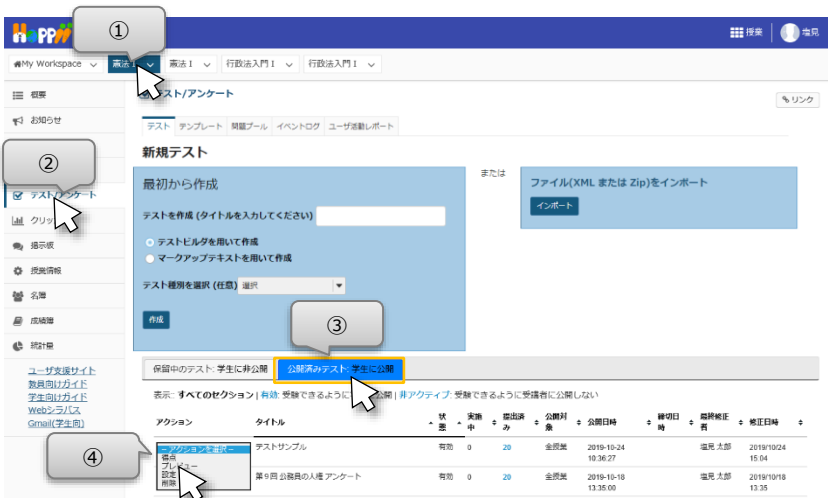 Hoppii
①
授業
塩見
My Workspace
憲法 I
憲法 I
行政法入門 I
行政法入門 I
概要
お知らせ
②
テスト/アンケート
クリッ
掲示板
授業情報
名簿
成績簿
統計量
ユーザ支援サイト
教員向けガイド
学生向けガイド
Webシラバス
Gmail(学生向)
テスト/アンケート
リンク
テスト
テンプレート
問題プール
イベントログ
ユーザ活動レポート
新規テスト
最初から作成
テストを作成 (タイトルを入力してください)
テストビルダを用いて作成
マークアップテキストを用いて作成
テスト種別を選択 (任意) 選択
作成
または
ファイル(XML または Zip)をインポート
インポート
③
保留中のテスト: 学生に非公開
公開済みテスト: 学生に公開
表示: すべてのセクション | 有効: 受験できるように 公開 | 非アクティブ: 受験できるように受講者に公開しない
アクション タイトル 状態 実施中 提出済み 公開対象 公開日時 締切日時 最終修正者 修正日時
④
- アクションを選択 -
得点
プレビュー
設定
削除
テストサンプル 有効 0 20 全授業 2019-10-24 10:36:27 塩見 太郎 2019/10/24 15:04
第9回 公務員の人権 アンケート 有効 0 20 全授業 2019-10-18 13:35:00 塩見 太郎 2019/10/18 13:35